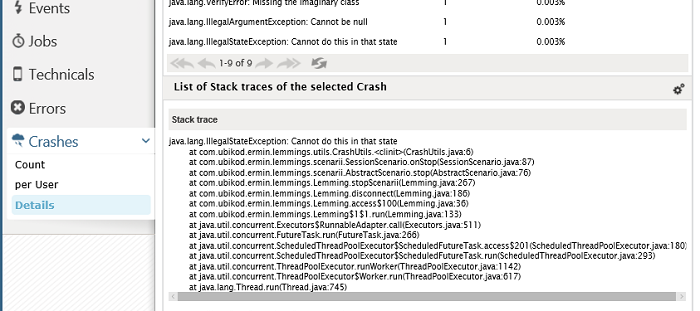 Events
Jobs
Technicals
Errors
Crashes
Count
per User
Details
java.lang.VerifyError: Missing the imaginary class 1 0.003%
java.lang.IllegalArgumentException: Cannot be null 1 0.003%
java.lang.IllegalStateException: Cannot do this in that state 1 0.003%
1-9 of 9
List of Stack traces of the selected Crash
Stack trace
java.lang.IllegalStateException: Cannot do this in that state
at com.ubikod.ermin.lemmings.utils.CrashUtils.<clinit>(CrashUtils.java:6)
at com.ubikod.ermin.lemmings.scenarii.SessionScenario.onStop(SessionScenario.java:87)
at com.ubikod.ermin.lemmings.scenarii.AbstractScenario.stop(AbstractScenario.java:76)
at com.ubikod.ermin.lemmings.Lemming.stopScenarii(Lemming.java:267)
at com.ubikod.ermin.lemmings.Lemming.disconnect(Lemming.java:186)
at com.ubikod.ermin.lemmings.Lemming.access$100(Lemming.java:36)
at com.ubikod.ermin.lemmings.Lemming$1$1.run(Lemming.java:133)
at java.util.concurrent.Executors$RunnableAdapter.call(Executors.java:511)
at java.util.concurrent.FutureTask.run(FutureTask.java:266)
at java.util.concurrent.ScheduledThreadPoolExecutor$ScheduledFutureTask.access$201(ScheduledThreadPoolExecutor.java:180)
at java.util.concurrent.ScheduledThreadPoolExecutor$ScheduledFutureTask.run(ScheduledThreadPoolExecutor.java:293)
at java.util.concurrent.ThreadPoolExecutor.runWorker(ThreadPoolExecutor.java:1142)
at java.util.concurrent.ThreadPoolExecutor$Worker.run(ThreadPoolExecutor.java:617)
at java.lang.Thread.run(Thread.java:745)